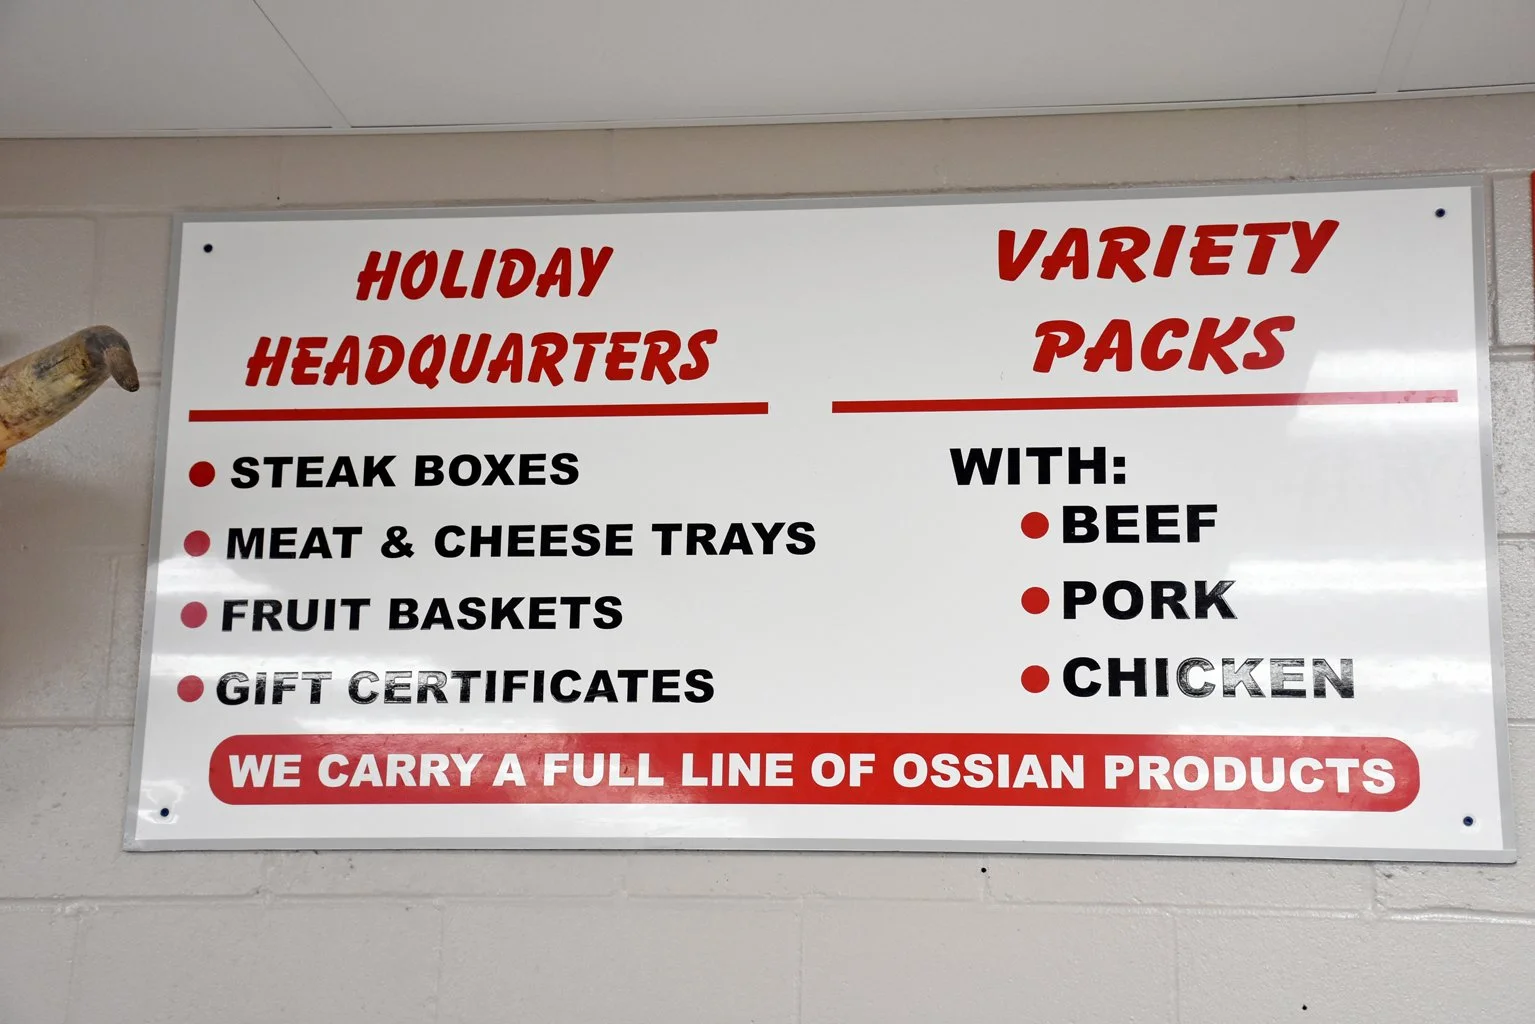 HOLIDAY
HEADQUARTERS
STEAK BOXES
MEAT & CHEESE TRAYS
FRUIT BASKETS
GIFT CERTIFICATES
VARIETY
PACKS
WITH:
BEEF
PORK
CHICKEN
WE CARRY A FULL LINE OF OSSIAN PRODUCTS